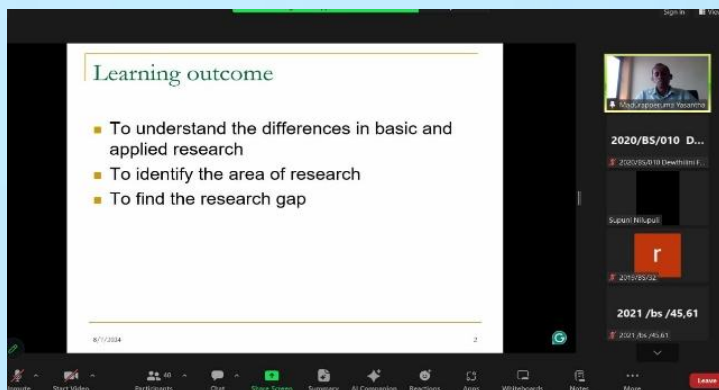 Sign in
View
Learning outcome
To understand the differences in basic and
applied research
To identify the area of research
To find the research gap
8/7/2024
2
Madurapperuma Yasantha
2020/BS/010 D...
2020/BS/010 Dewthilini F...
Supuni Nilupuli
r
2019/BS/32
2021 /bs /45,61
2021 /bs /45,61
Unmute
Start Video
40
Participants
Chat
Share Screen
Summary
AI Companion
Reactions
Apps
Whiteboards
Notes
More
Leave